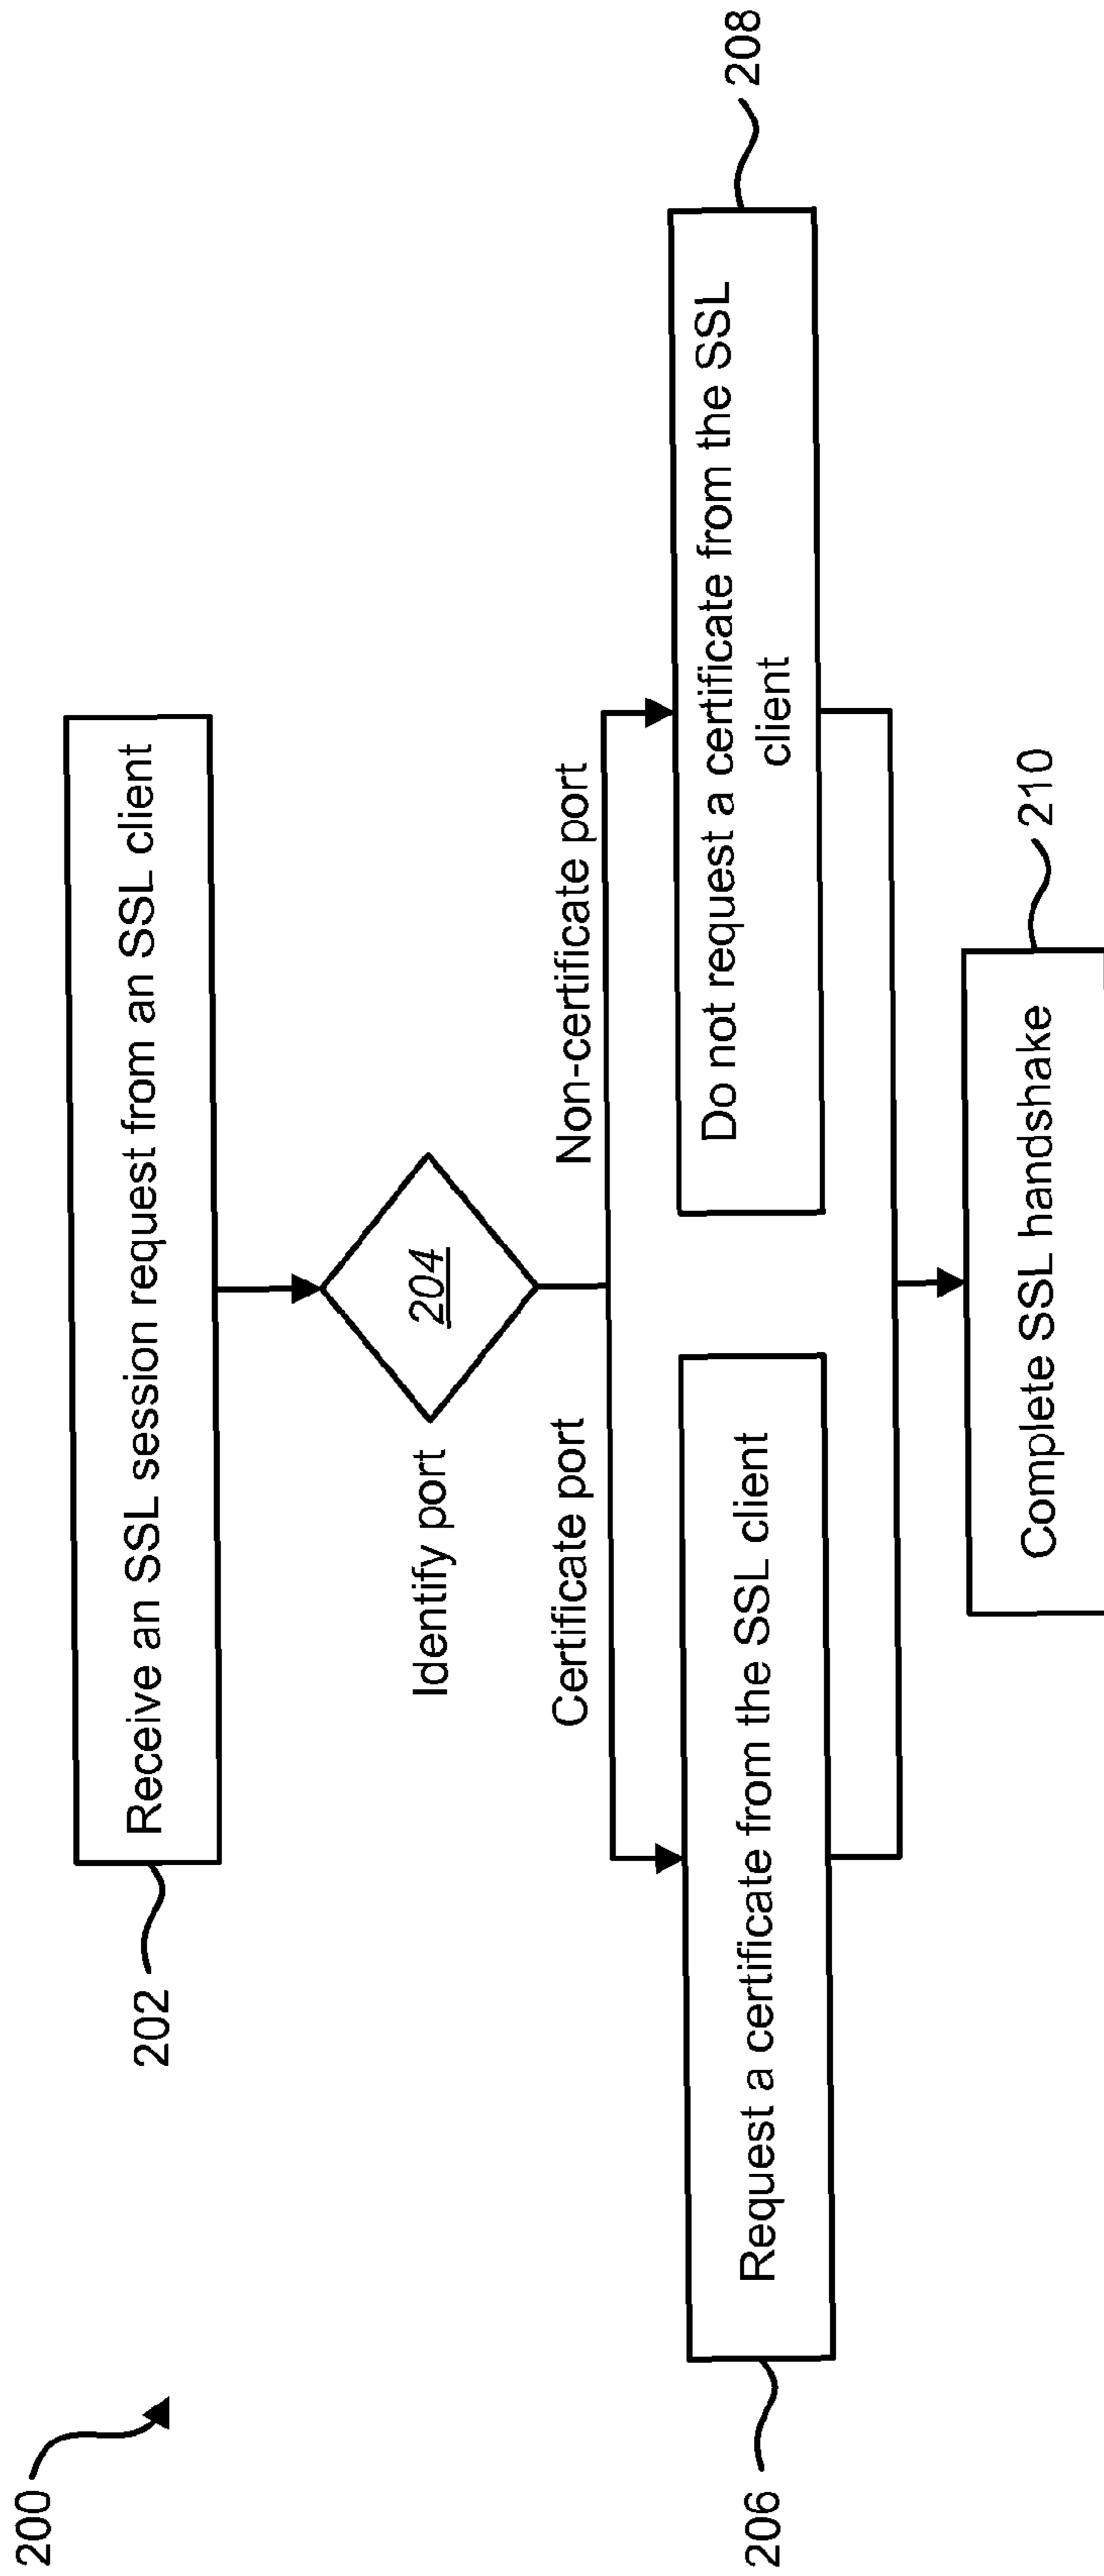 200
202
Receive an SSL session request from an SSL client
Identify port
204
Certificate port
Non-certificate port
206
Request a certificate from the SSL client
Do not request a certificate from the SSL
client
208
Complete SSL handshake
210